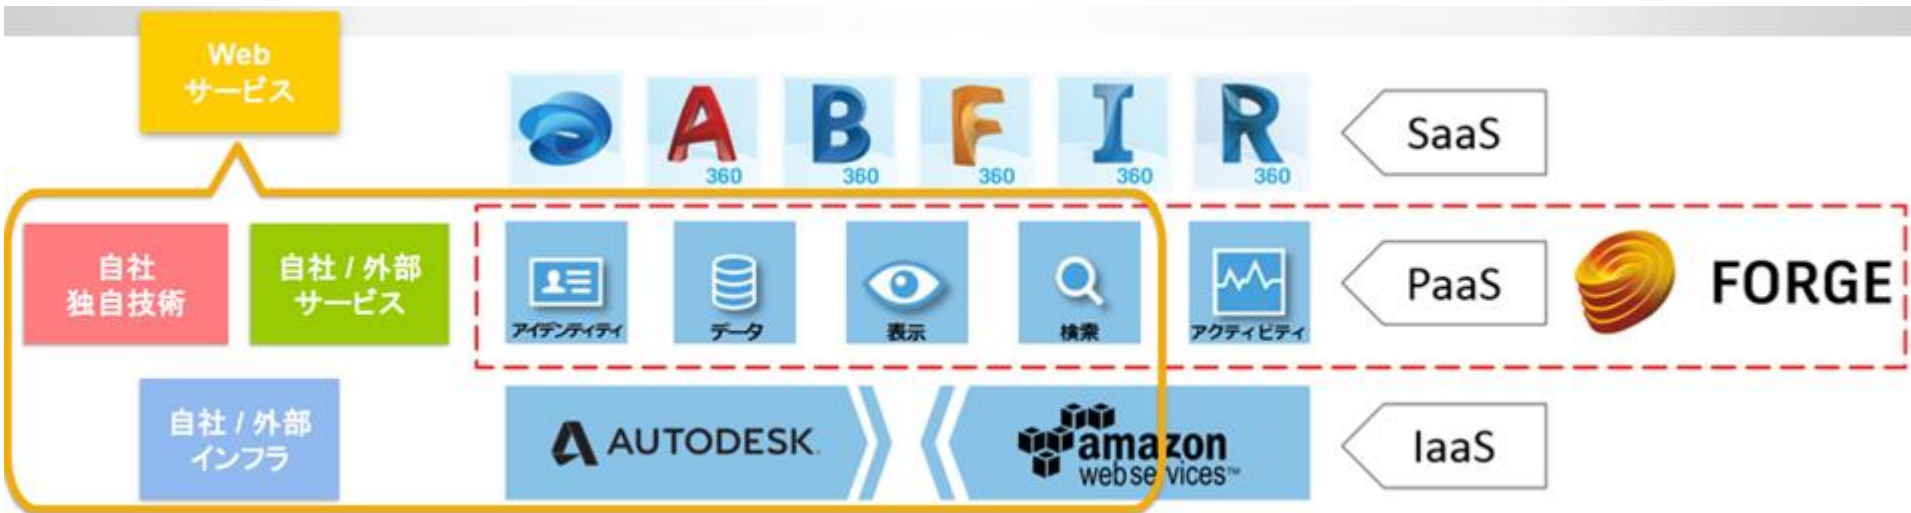 Web
サービス
A
360
B
360
F
360
I
360
R
360
SaaS
自社
独自技術
自社 / 外部
サービス
アイデンティティ
データ
表示
検索
アクティビティ
PaaS
FORGE
自社 / 外部
インフラ
AUTODESK.
amazon
web services™
IaaS